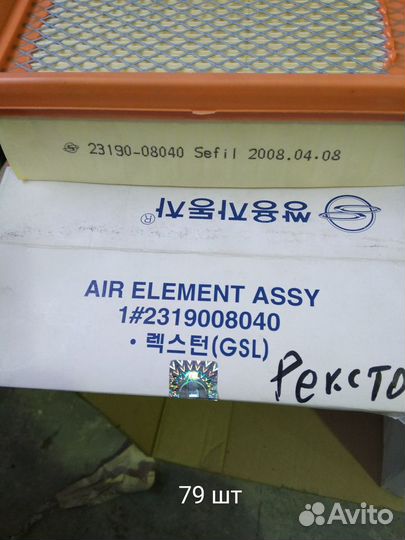 23190-08040 Sefil 2008.04.08
쌍용자동차 ®
AIR ELEMENT ASSY
1#2319008040
• 렉스턴(GSL)
Рексто
79 шт
Avito